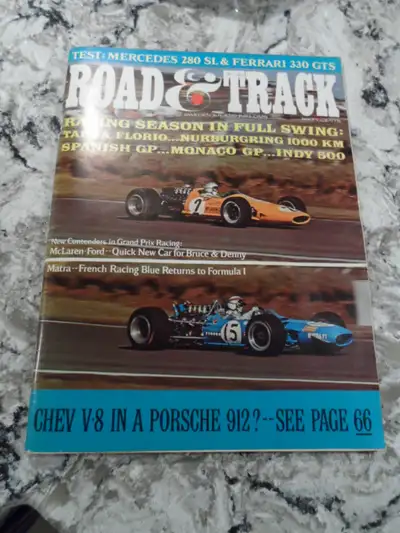 TEST: MERCEDES 280 SL & FERRARI 330 GTS
ROAD & TRACK
RACING SEASON IN FULL SWING:
TARGA FLORIO...NURBURGRING 1000 KM
SPANISH GP...MONACO GP...INDY 500
2
New Contenders in Grand Prix Racing:
McLaren-Ford--Quick New Car for Bruce & Denny
Matra--French Racing Blue Returns to Formula I
15
CHEV V-8 IN A PORSCHE 912?--SEE PAGE 66